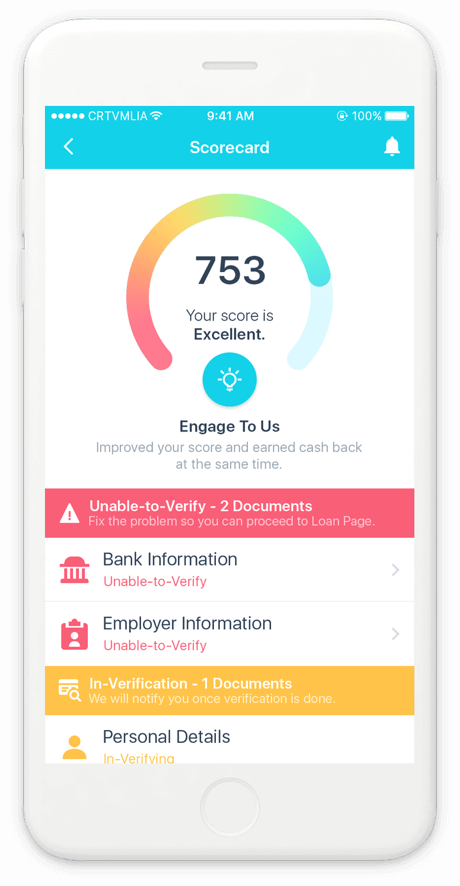 CRTVMLIA 9:41 AM 100%
Scorecard
753
Your score is
Excellent.
Engage To Us
Improved your score and earned cash back
at the same time.
Unable-to-Verify - 2 Documents
Fix the problem so you can proceed to Loan Page.
Bank Information
Unable-to-Verify
Employer Information
Unable-to-Verify
In-Verification - 1 Documents
We will notify you once verification is done.
Personal Details
In-Verifying